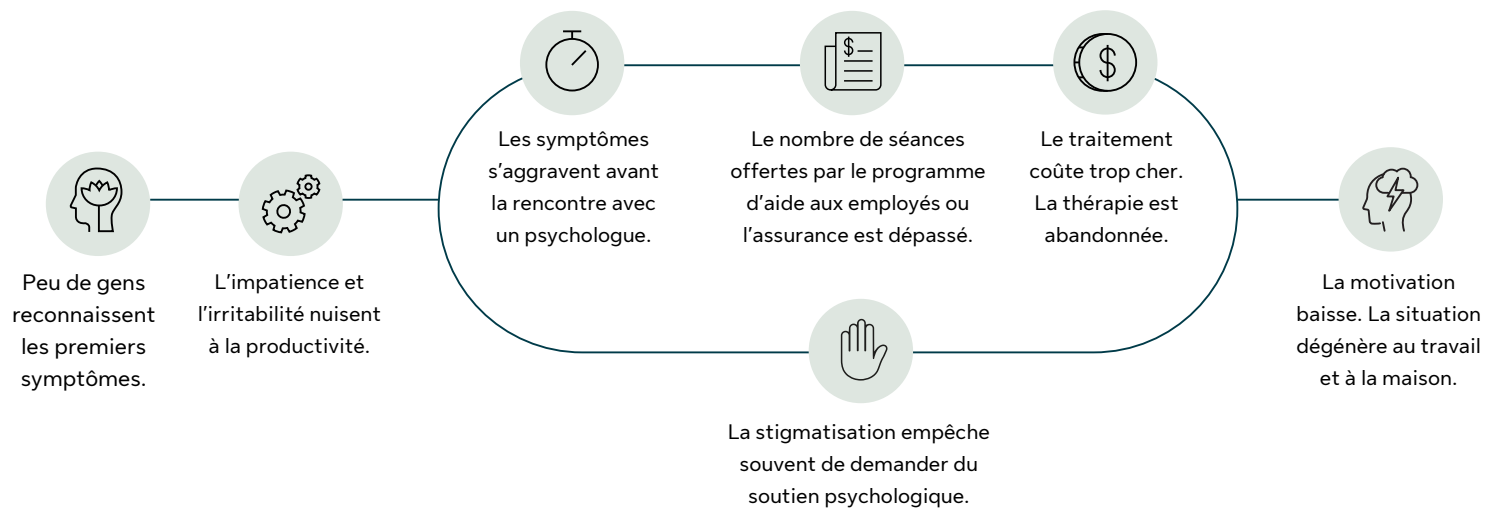 Peu de gens
reconnaissent
les premiers
symptômes.
L’impatience et
l’irritabilité nuisent
à la productivité.
Les symptômes
s’aggravent avant
la rencontre avec
un psychologue.
$
Le nombre de séances
offertes par le programme
d’aide aux employés ou
l’assurance est dépassé.
$
Le traitement
coûte trop cher.
La thérapie est
abandonnée.
La stigmatisation empêche
souvent de demander du
soutien psychologique.
La motivation
baisse. La situation
dégénère au travail
et à la maison.